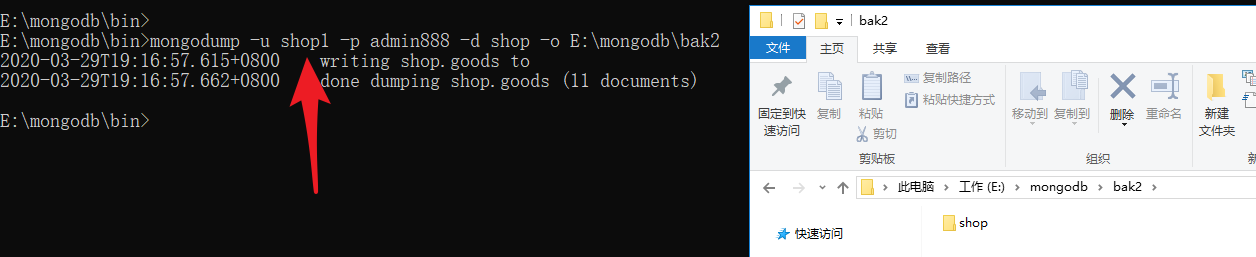 E:\mongodb\bin>
E:\mongodb\bin>mongodump -u shop1 -p admin888 -d shop -o E:\mongodb\bak2
2020-03-29T19:16:57.615+0800 writing shop.goods to
2020-03-29T19:16:57.662+0800 done dumping shop.goods (11 documents)
E:\mongodb\bin>
bak2
文件 主页 共享 查看
固定到快速访问
复制
粘贴
复制路径
粘贴快捷方式
剪切
移动到 复制到 删除 重命名
新建
文件夹
剪贴板 组织
此电脑 工作 (E:) mongodb bak2
快速访问
shop